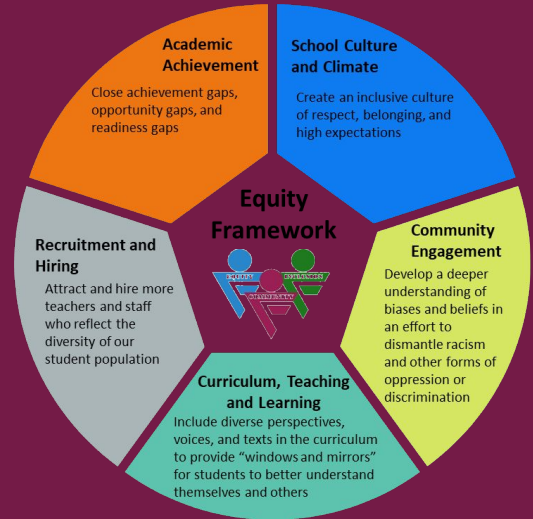 Academic
Achievement
Close achievement gaps,
opportunity gaps, and
readiness gaps
School Culture
and Climate
Create an inclusive culture
of respect, belonging, and
high expectations
Equity
Framework
EQUITY
INCLUSION
COMMUNITY
Community
Engagement
Develop a deeper
understanding of
biases and beliefs in
an effort to
dismantle racism
and other forms of
oppression or
discrimination
Recruitment and
Hiring
Attract and hire more
teachers and staff
who reflect the
diversity of our
student population
Curriculum, Teaching
and Learning
Include diverse perspectives,
voices, and texts in the curriculum
to provide “windows and mirrors”
for students to better understand
themselves and others